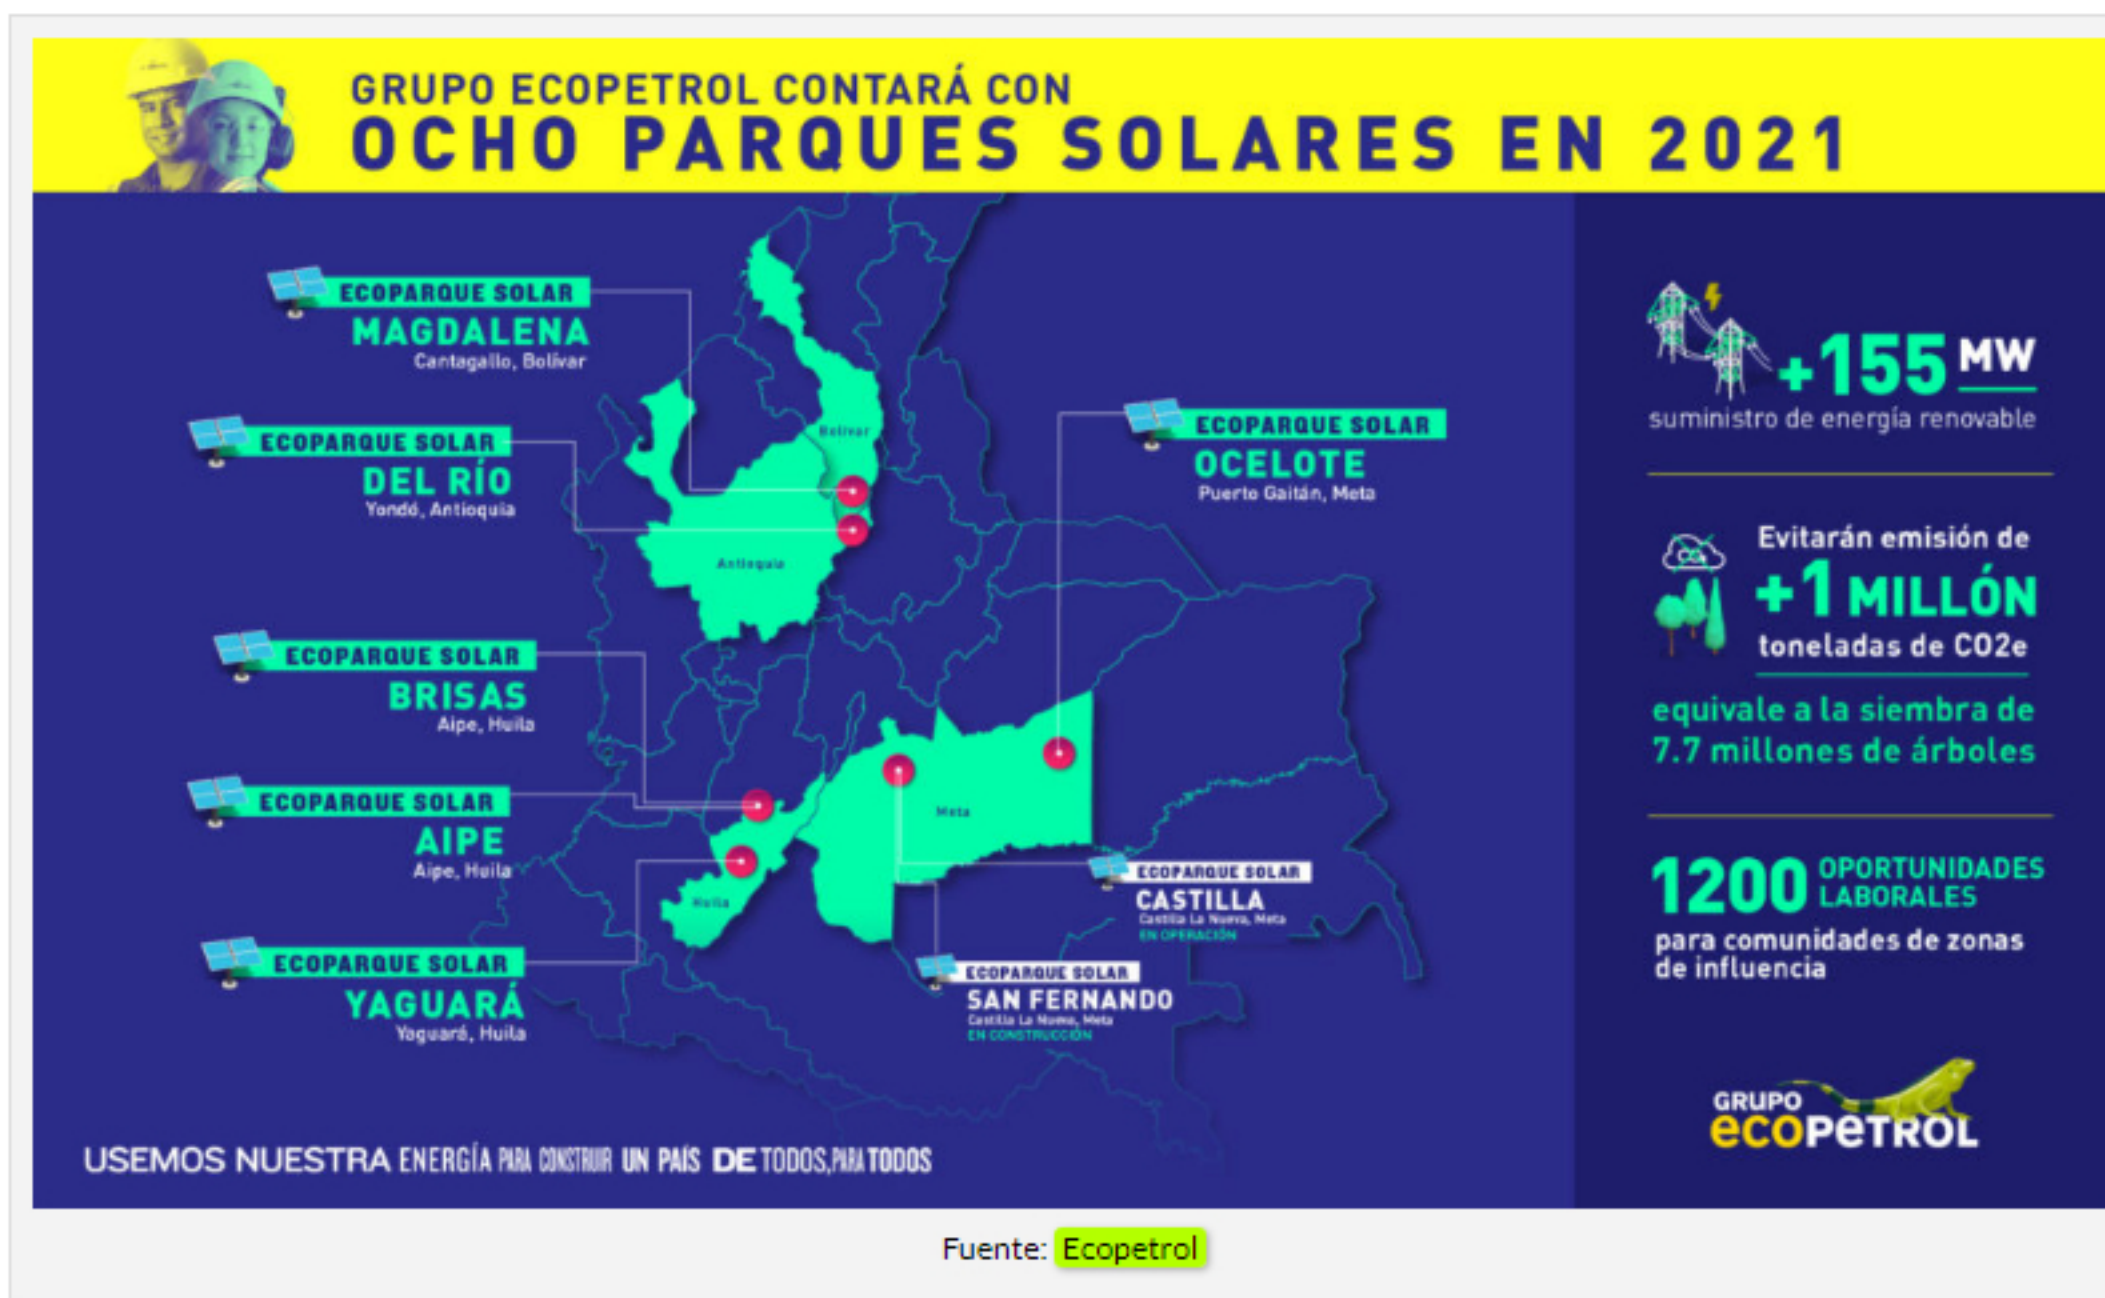 GRUPO ECOPETROL CONTARÁ CON
OCHO PARQUES SOLARES EN 2021
ECOPARQUE SOLAR
MAGDALENA
Cantagallo, Bolívar
ECOPARQUE SOLAR
DEL RÍO
Yondó, Antioquia
ECOPARQUE SOLAR
BRISAS
Aipe, Huila
ECOPARQUE SOLAR
AIPE
Aipe, Huila
ECOPARQUE SOLAR
YAGUARÁ
Yaguará, Huila
Bolívar
Antioquia
Huila
Meta
ECOPARQUE SOLAR
OCELOTE
Puerto Gaitán, Meta
ECOPARQUE SOLAR
CASTILLA
Castilla La Nueva, Meta
EN OPERACIÓN
ECOPARQUE SOLAR
SAN FERNANDO
Castilla La Nueva, Meta
EN CONSTRUCCIÓN
+155 MW
suministro de energía renovable
Evitarán emisión de
+1 MILLÓN
toneladas de CO2e
equivale a la siembra de
7.7 millones de árboles
1200 OPORTUNIDADES
LABORALES
para comunidades de zonas
de influencia
GRUPO
ecopetrol
USEMOS NUESTRA ENERGÍA PARA CONSTRUIR UN PAÍS DE TODOS, PARA TODOS
Fuente: Ecopetrol